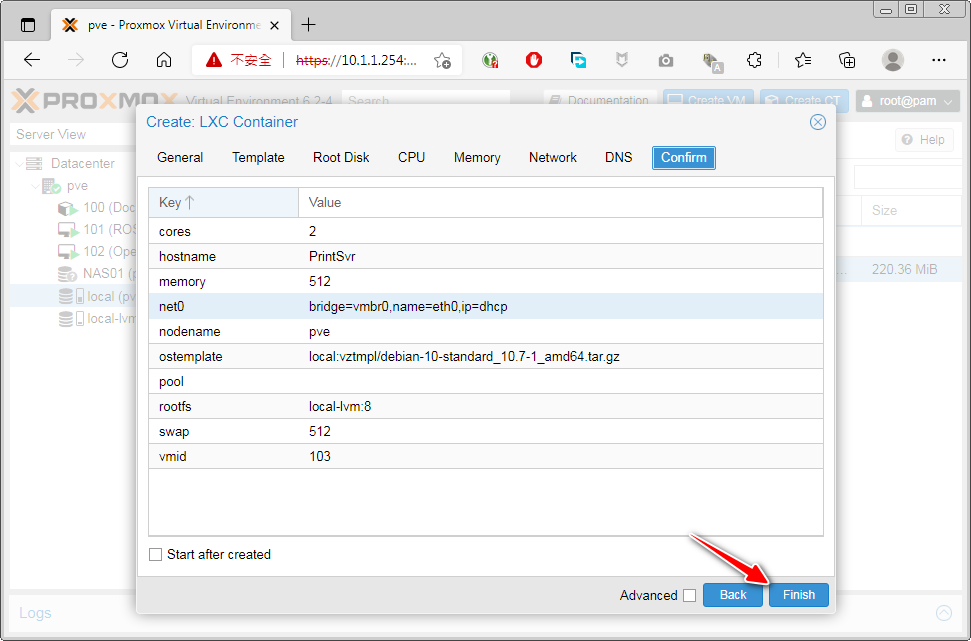 pve - Proxmox Virtual Environme
不安全
https://10.1.1.254:...
PROXMOX Virtual Environment 6.2-4 Search Documentation Create VM Create CT root@pam
Server View
Help
Datacenter
pve
100 (Doc
101 (ROS
102 (Ope
NAS01 (p
local (pv
local-lvm
Size
220.36 MiB
Create: LXC Container
General Template Root Disk CPU Memory Network DNS Confirm
Key Value
cores 2
hostname PrintSvr
memory 512
net0 bridge=vmbr0,name=eth0,ip=dhcp
nodename pve
ostemplate local:vztmpl/debian-10-standard_10.7-1_amd64.tar.gz
pool
rootfs local-lvm:8
swap 512
vmid 103
Start after created
Advanced Back Finish
Logs